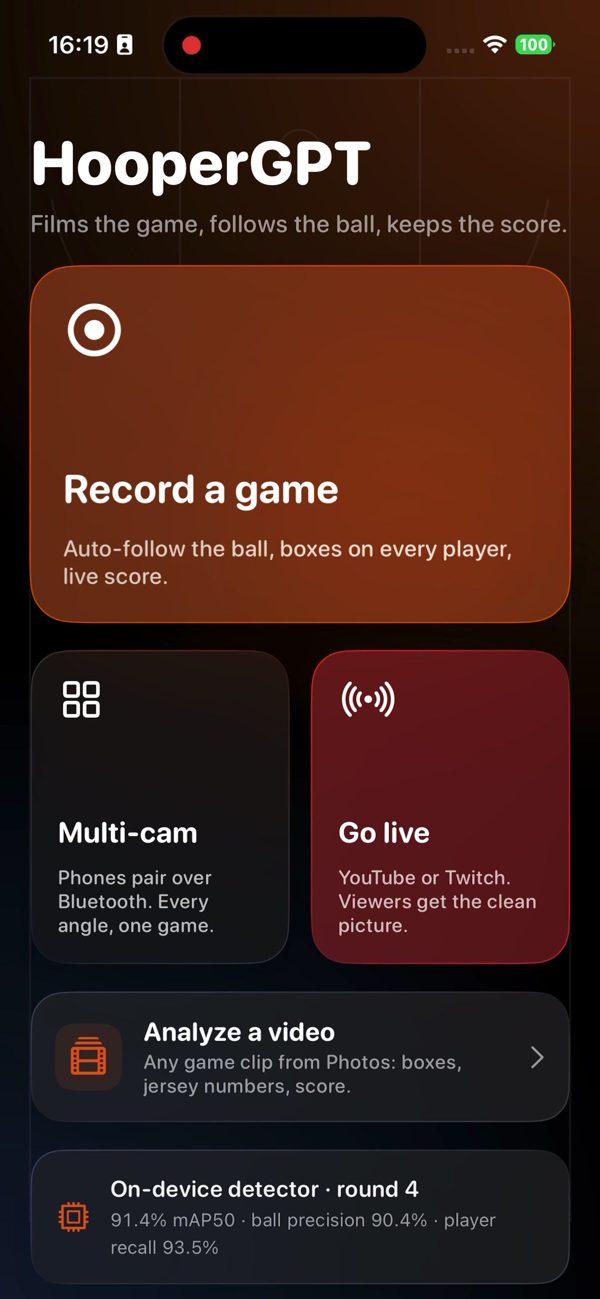 16:19
100
HooperGPT
Films the game, follows the ball, keeps the score.
Record a game
Auto-follow the ball, boxes on every player,
live score.
Multi-cam
Phones pair over
Bluetooth. Every
angle, one game.
Go live
YouTube or Twitch.
Viewers get the clean
picture.
Analyze a video
Any game clip from Photos: boxes,
jersey numbers, score.
On-device detector · round 4
91.4% mAP50 · ball precision 90.4% · player
recall 93.5%